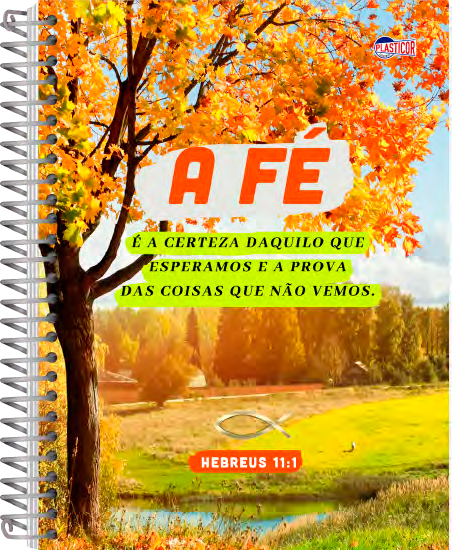 PLASTICOR
A FÉ
É A CERTEZA DAQUILO QUE
ESPERAMOS E A PROVA
DAS COISAS QUE NÃO VEMOS.
HEBREUS 11:1